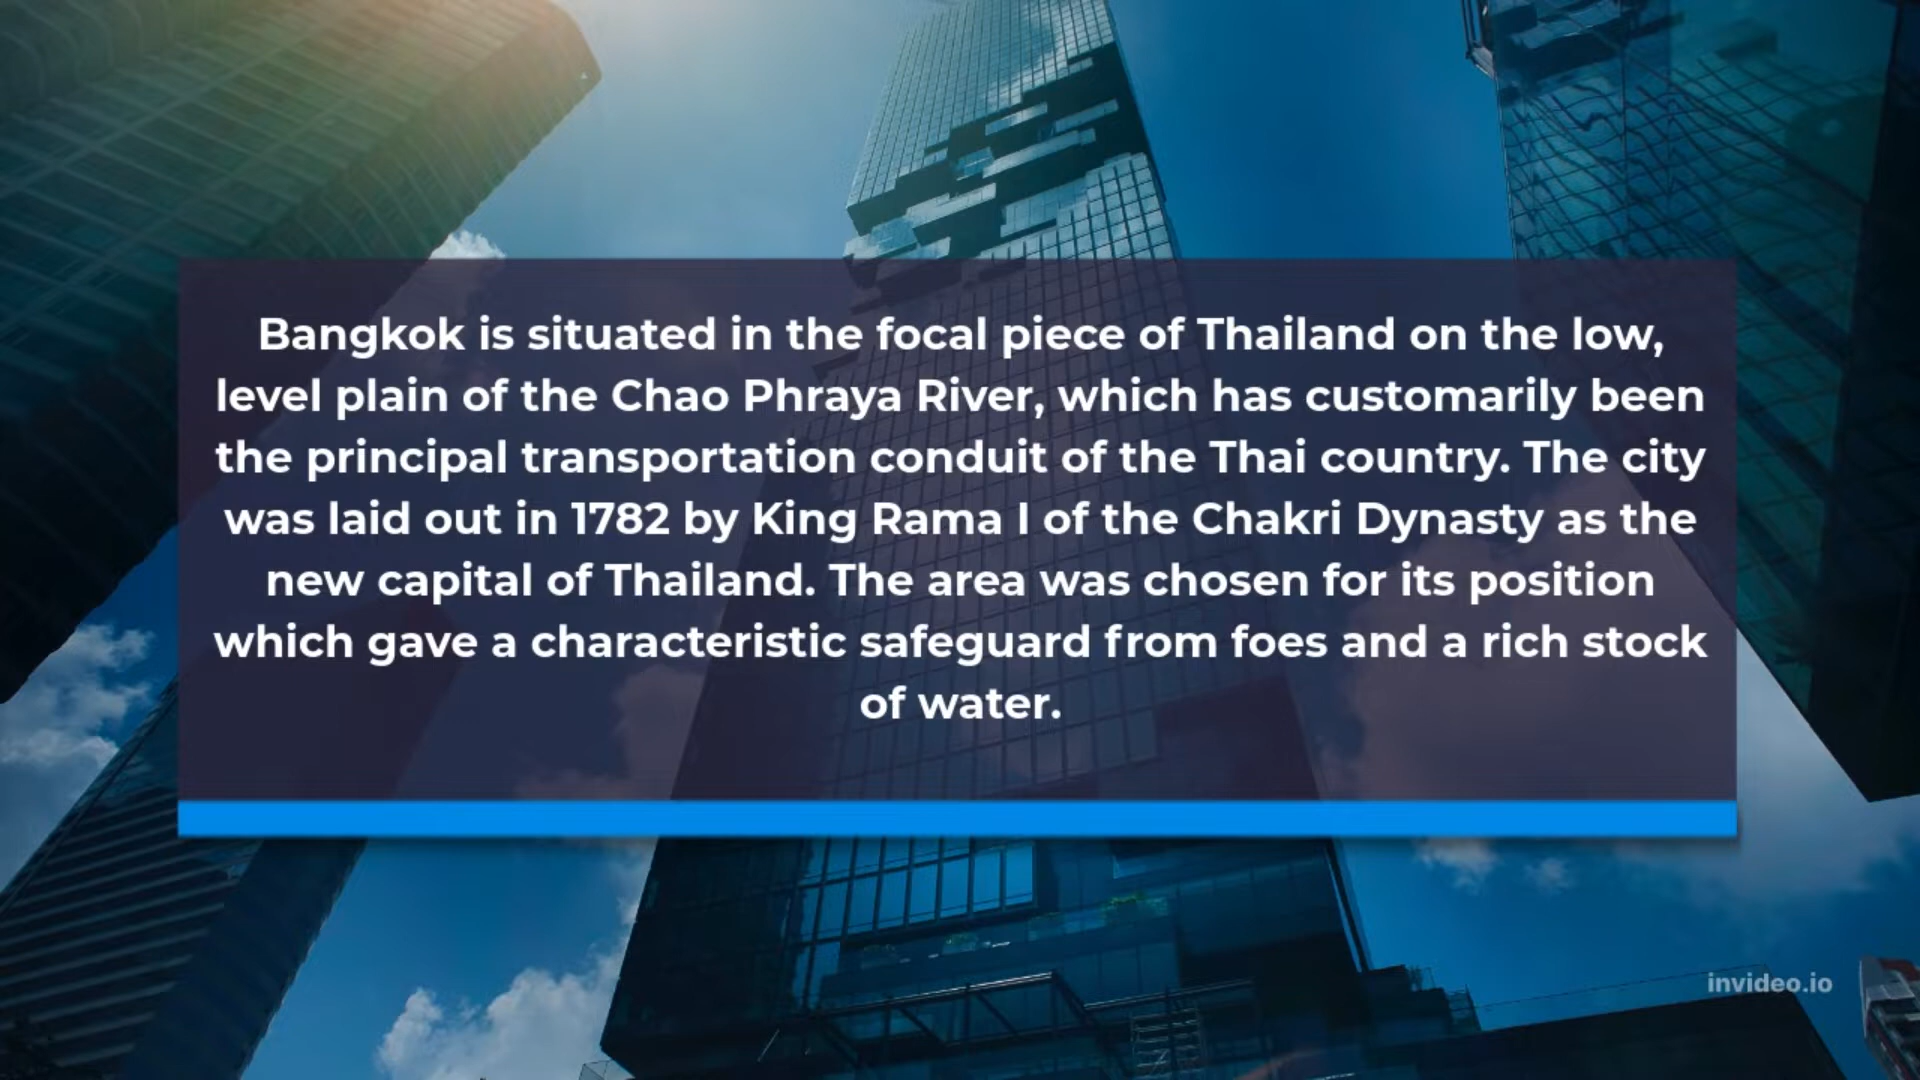 Bangkok is situated in the focal piece of Thailand on the low,
level plain of the Chao Phraya River, which has customarily been
the principal transportation conduit of the Thai country. The city
was laid out in 1782 by King Rama I of the Chakri Dynasty as the
new capital of Thailand. The area was chosen for its position
which gave a characteristic safeguard from foes and a rich stock
of water.
invideo.io